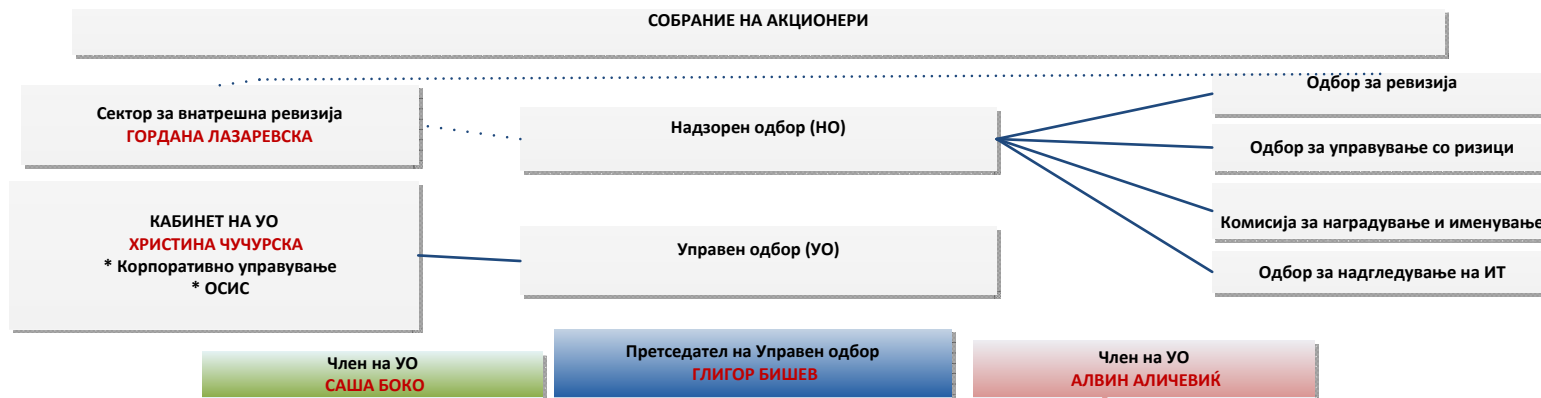 СОБРАНИЕ НА АКЦИОНЕРИ
Сектор за внатрешна ревизија
ГОРДАНА ЛАЗАРЕВСКА
Надзорен одбор (НО)
Одбор за ревизија
Одбор за управување со ризици
Комисија за наградување и именување
Одбор за надгледување на ИТ
КАБИНЕТ НА УО
ХРИСТИНА ЧУЧУРСКА
* Корпоративно управување
* ОСИС
Управен одбор (УО)
Член на УО
САША БОКО
Претседател на Управен одбор
ГЛИГОР БИШЕВ
Член на УО
АЛВИН АЛИЧЕВИЌ